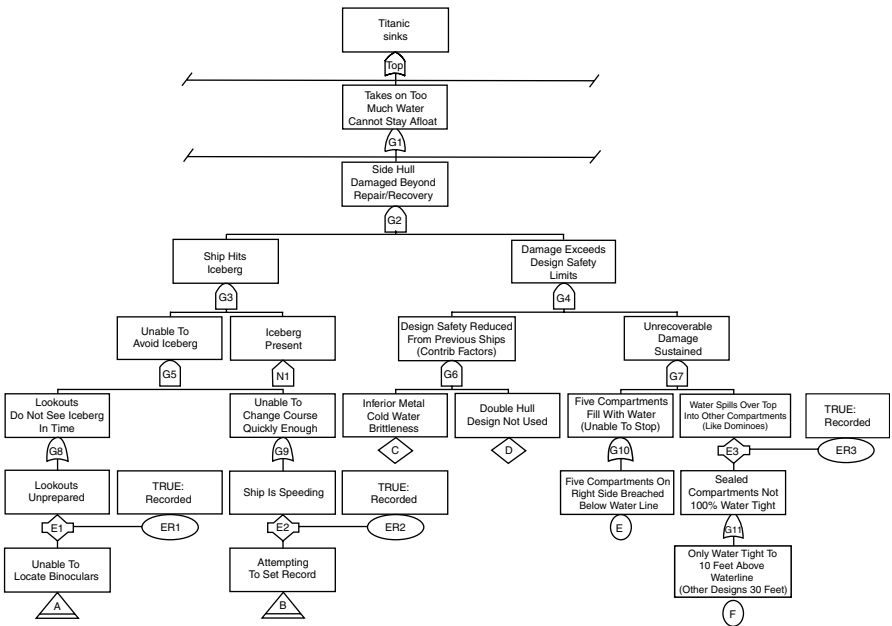 Titanic
sinks
Top
Takes on Too
Much Water
Cannot Stay Afloat
G1
Side Hull
Damaged Beyond
Repair/Recovery
G2
Ship Hits
Iceberg
G3
Damage Exceeds
Design Safety
Limits
G4
Unable To
Avoid Iceberg
G5
Iceberg
Present
N1
Design Safety Reduced
From Previous Ships
(Contrib Factors)
G6
Unrecoverable
Damage
Sustained
G7
Lookouts
Do Not See Iceberg
In Time
G8
Unable To
Change Course
Quickly Enough
G9
Inferior Metal
Cold Water
Brittleness
C
Double Hull
Design Not Used
D
Five Compartments
Fill With Water
(Unable To Stop)
G10
Water Spills Over Top
Into Other Compartments
(Like Dominoes)
E3
TRUE:
Recorded
ER3
Lookouts
Unprepared
E1
TRUE:
Recorded
ER1
Ship Is Speeding
E2
TRUE:
Recorded
ER2
Five Compartments On
Right Side Breached
Below Water Line
E
Sealed
Compartments Not
100% Water Tight
G11
Unable To
Locate Binoculars
A
Attempting
To Set Record
B
Only Water Tight To
10 Feet Above
Waterline
(Other Designs 30 Feet)
F